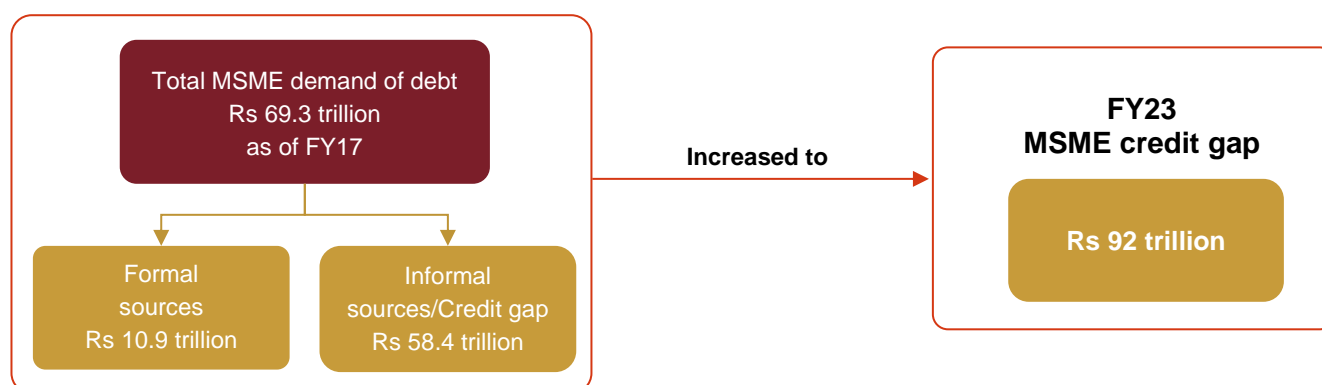 Total MSME demand of debt
Rs 69.3 trillion
as of FY17
Formal
sources
Rs 10.9 trillion
Informal
sources/Credit gap
Rs 58.4 trillion
Increased to
FY23
MSME credit gap
Rs 92 trillion